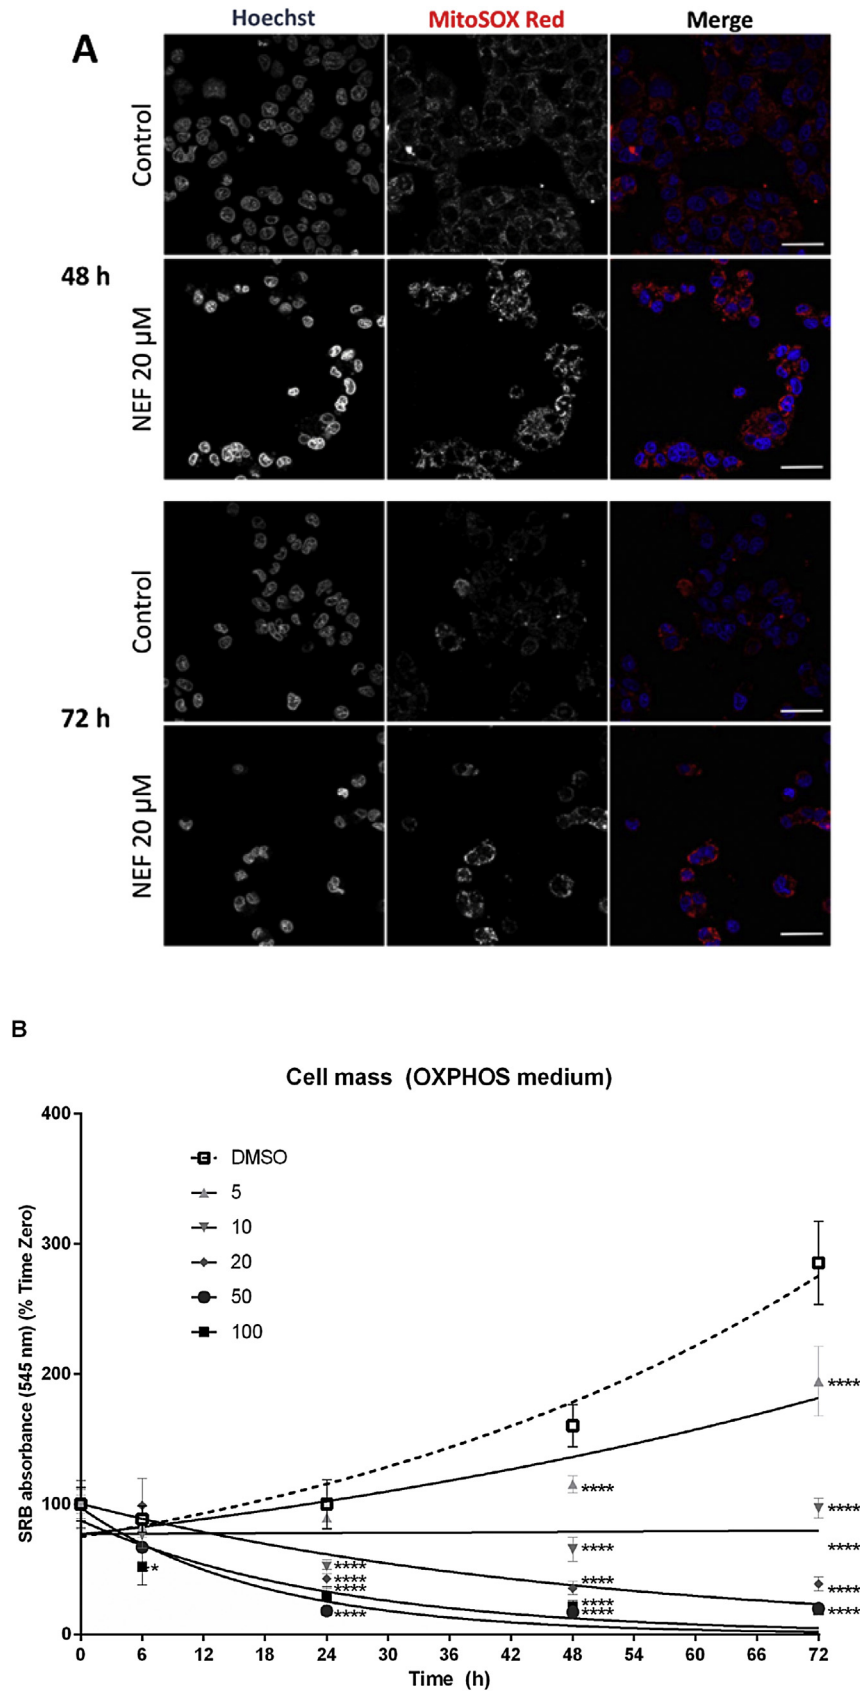 A
Hoechst MitoSOX Red Merge
Control
48 h
NEF 20 µM
Control
72 h
NEF 20 µM
B
Cell mass (OXPHOS medium)
SRB absorbance (545 nm) (% Time Zero)
400
300
200
100
0
DMSO
5
10
20
50
100
*
****
****
****
****
****
****
****
****
****
****
****
****
****
****
0 6 12 18 24 30 36 42 48 54 60 66 72
Time (h)